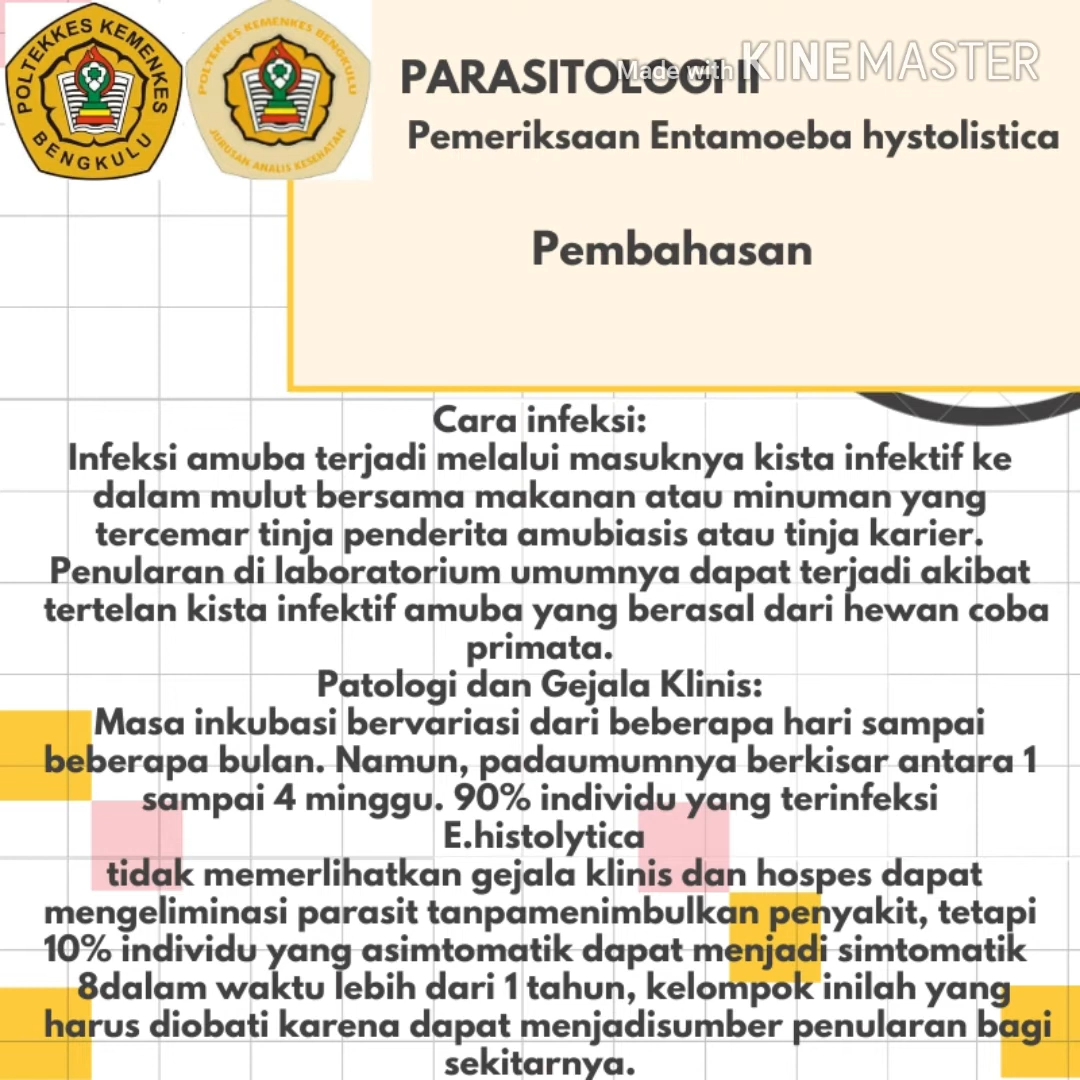 POLTEKKES KEMENKES
BENGKULU
POLTEKKES KEMENKES BENGKULU
JURUSAN ANALIS KESEHATAN
PARASITOLOGI II
Made with KINEMASTER
Pemeriksaan Entamoeba hystolistica
Pembahasan
Cara infeksi:
Infeksi amuba terjadi melalui masuknya kista infektif ke
dalam mulut bersama makanan atau minuman yang
tercemar tinja penderita amubiasis atau tinja karier.
Penularan di laboratorium umumnya dapat terjadi akibat
tertelan kista infektif amuba yang berasal dari hewan coba
primata.
Patologi dan Gejala Klinis:
Masa inkubasi bervariasi dari beberapa hari sampai
beberapa bulan. Namun, padaumumnya berkisar antara 1
sampai 4 minggu. 90% individu yang terinfeksi
E.histolytica
tidak memerlihatkan gejala klinis dan hospes dapat
mengeliminasi parasit tanpamenimbulkan penyakit, tetapi
10% individu yang asimtomatik dapat menjadi simtomatik
8dalam waktu lebih dari 1 tahun, kelompok inilah yang
harus diobati karena dapat menjadisumber penularan bagi
sekitarnya.